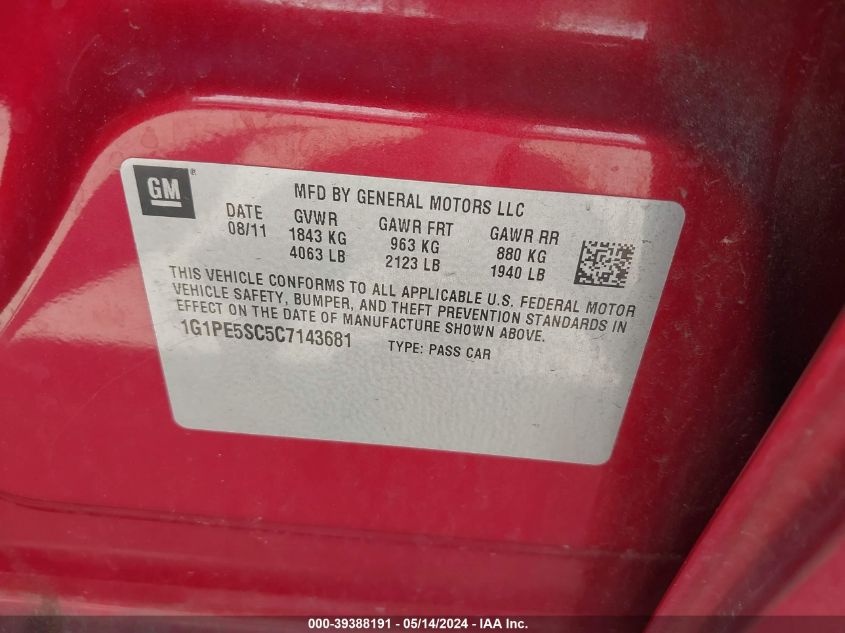 GM®
MFD BY GENERAL MOTORS LLC
DATE GVWR GAWR FRT GAWR RR
08/11 1843 KG 963 KG 880 KG
4063 LB 2123 LB 1940 LB
THIS VEHICLE CONFORMS TO ALL APPLICABLE U.S. FEDERAL MOTOR
VEHICLE SAFETY, BUMPER, AND THEFT PREVENTION STANDARDS IN
EFFECT ON THE DATE OF MANUFACTURE SHOWN ABOVE.
1G1PE5SC5C7143681 TYPE: PASS CAR
000-39388191 - 05/14/2024 - IAA Inc.